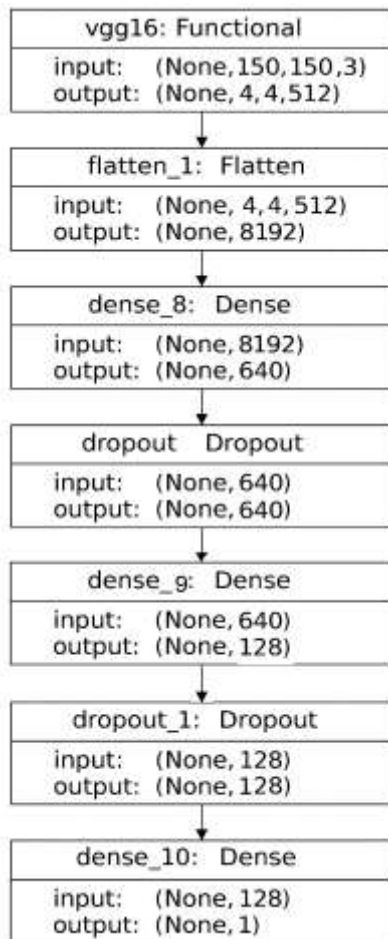 vgg16: Functional
input: (None,150,150,3)
output: (None,4,4,512)
flatten_1: Flatten
input: (None, 4,4,512)
output: (None,8192)
dense_8: Dense
input: (None,8192)
output: (None,640)
dropout Dropout
input: (None,640)
output: (None,640)
dense_9: Dense
input: (None,640)
output: (None,128)
dropout_1: Dropout
input: (None,128)
output: (None,128)
dense_10: Dense
input: (None,128)
output: (None,1)